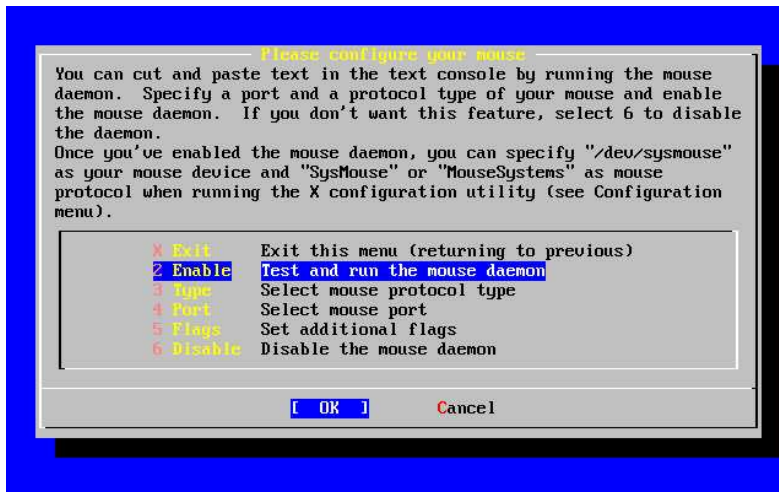 Please configure your mouse
You can cut and paste text in the text console by running the mouse
daemon.  Specify a port and a protocol type of your mouse and enable
the mouse daemon.  If you don't want this feature, select 6 to disable
the daemon.
Once you've enabled the mouse daemon, you can specify "/dev/sysmouse"
as your mouse device and "SysMouse" or "MouseSystems" as mouse
protocol when running the X configuration utility (see Configuration
menu).
X Exit Exit this menu (returning to previous)
2 Enable Test and run the mouse daemon
3 Type Select mouse protocol type
4 Port Select mouse port
5 Flags Set additional flags
6 Disable Disable the mouse daemon
[ OK ] Cancel